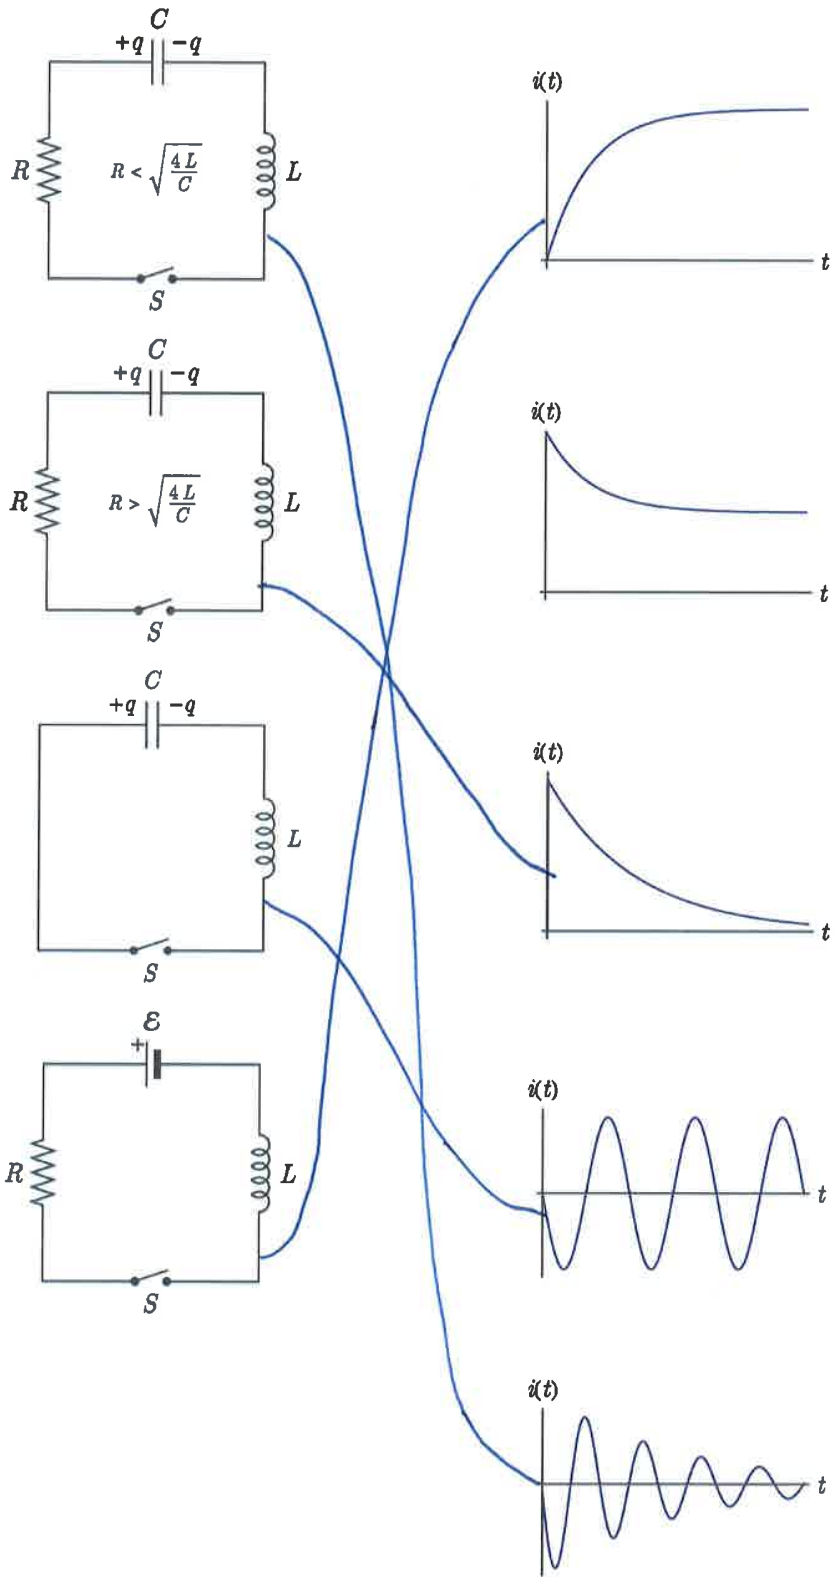 C
+q −q
R
R < √(4L/C)
L
S
i(t)
t
C
+q −q
R
R > √(4L/C)
L
S
i(t)
t
C
+q −q
L
S
i(t)
t
ℰ
+
R
L
S
i(t)
t
i(t)
t